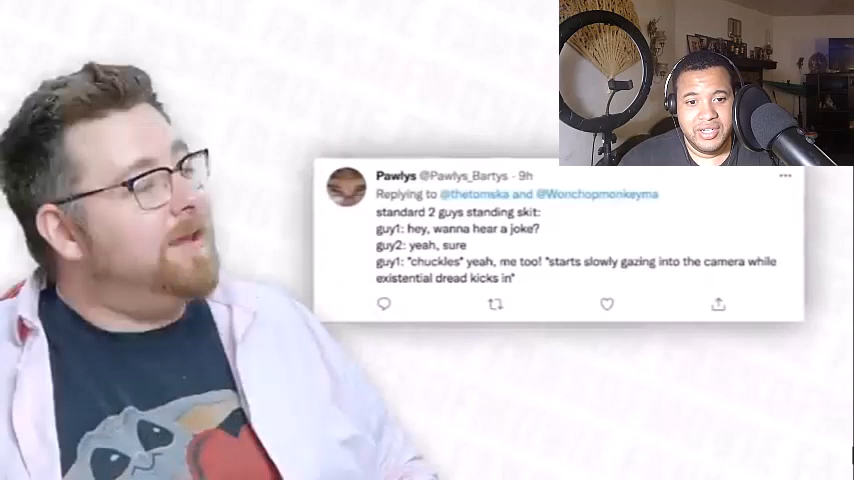 Pawlys @Pawlys_Bartys · 9h
Replying to @thetomska and @Wonchopmonkeyma
standard 2 guys standing skit:
guy1: hey, wanna hear a joke?
guy2: yeah, sure
guy1: *chuckles* yeah, me too! *starts slowly gazing into the camera while
existential dread kicks in*